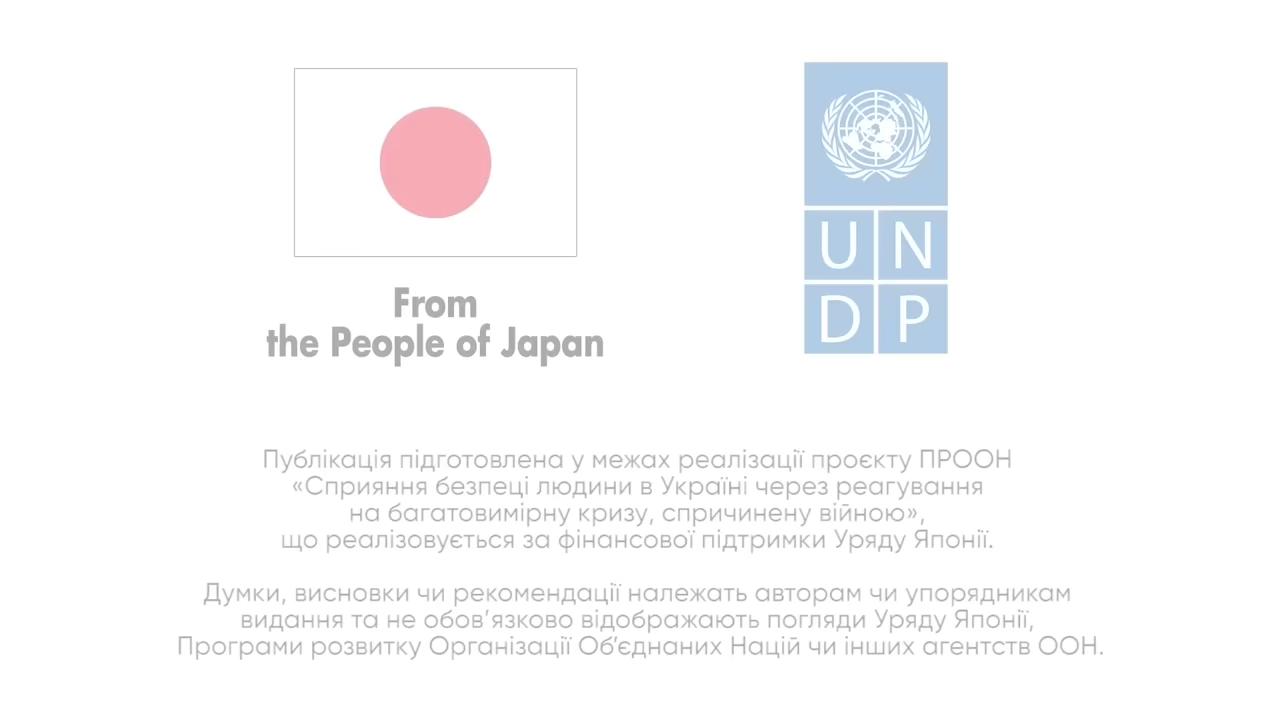 From
the People of Japan
U N
D P
Публікація підготовлена у межах реалізації проєкту ПРООН
«Сприяння безпеці людини в Україні через реагування
на багатовимірну кризу, спричинену війною»,
що реалізовується за фінансової підтримки Уряду Японії.
Думки, висновки чи рекомендації належать авторам чи упорядникам
видання та не обов’язково відображають погляди Уряду Японії,
Програми розвитку Організації Об’єднаних Націй чи інших агентств ООН.